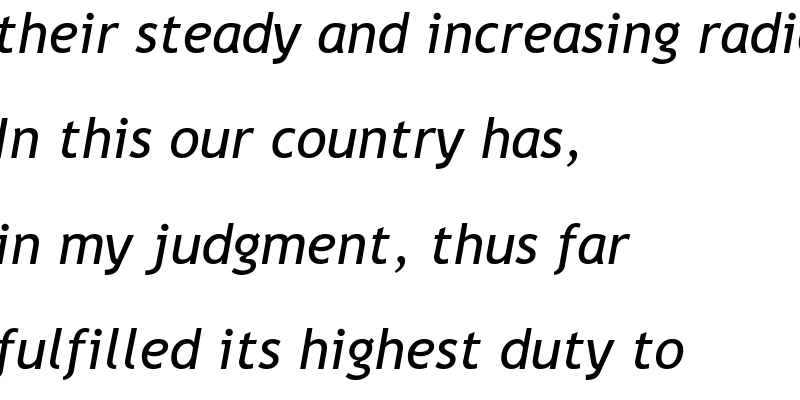 their steady and increasing
In this our country has,
in my judgment, thus far
fulfilled its highest duty to